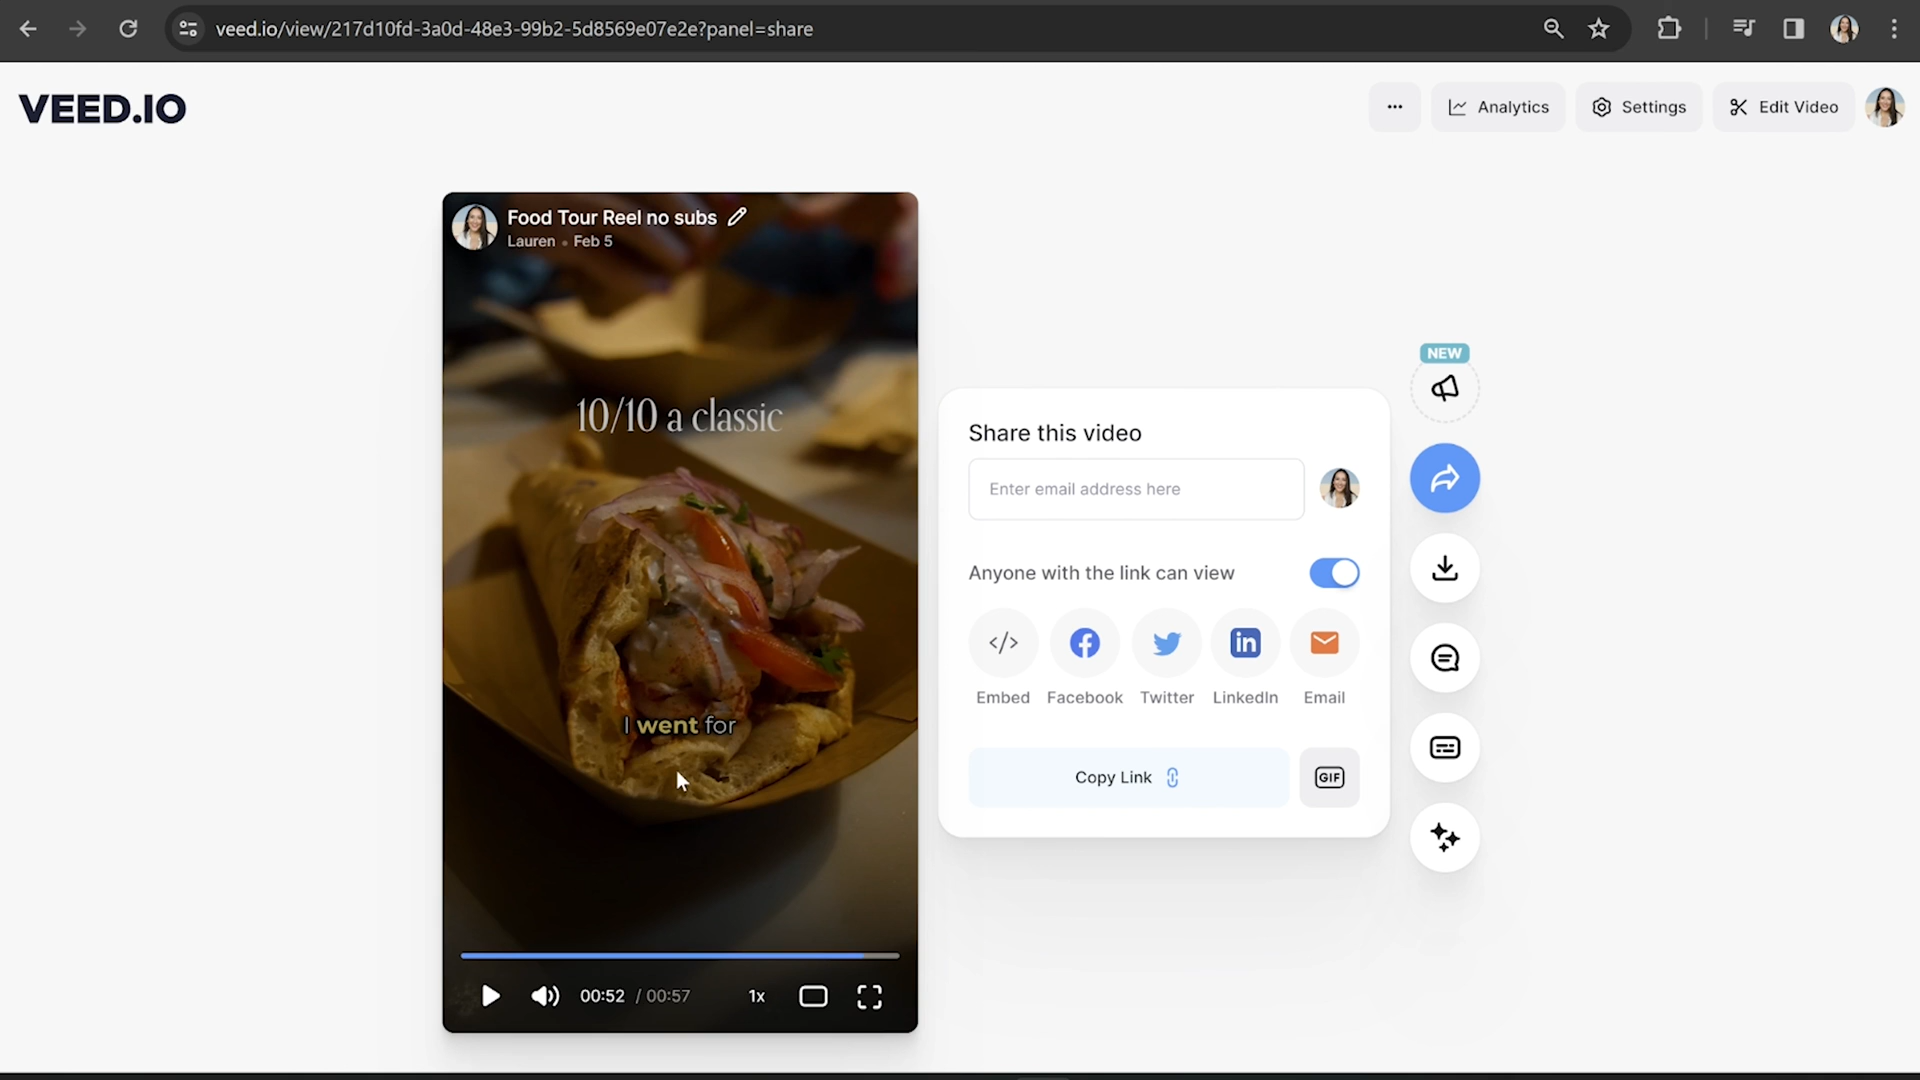 veed.io/view/217d10fd-3a0d-48e3-99b2-5d8569e07e2e?panel=share
VEED.IO
Analytics
Settings
Edit Video
Food Tour Reel no subs
Lauren • Feb 5
10/10 a classic
I went for
00:52 / 00:57
1x
NEW
Share this video
Enter email address here
Anyone with the link can view
Embed
Facebook
Twitter
LinkedIn
Email
Copy Link
GIF